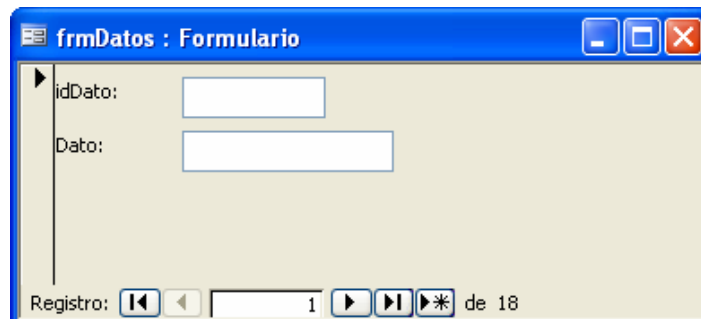 frmDatos : Formulario
idDato:
Dato:
Registro: 1 de 18